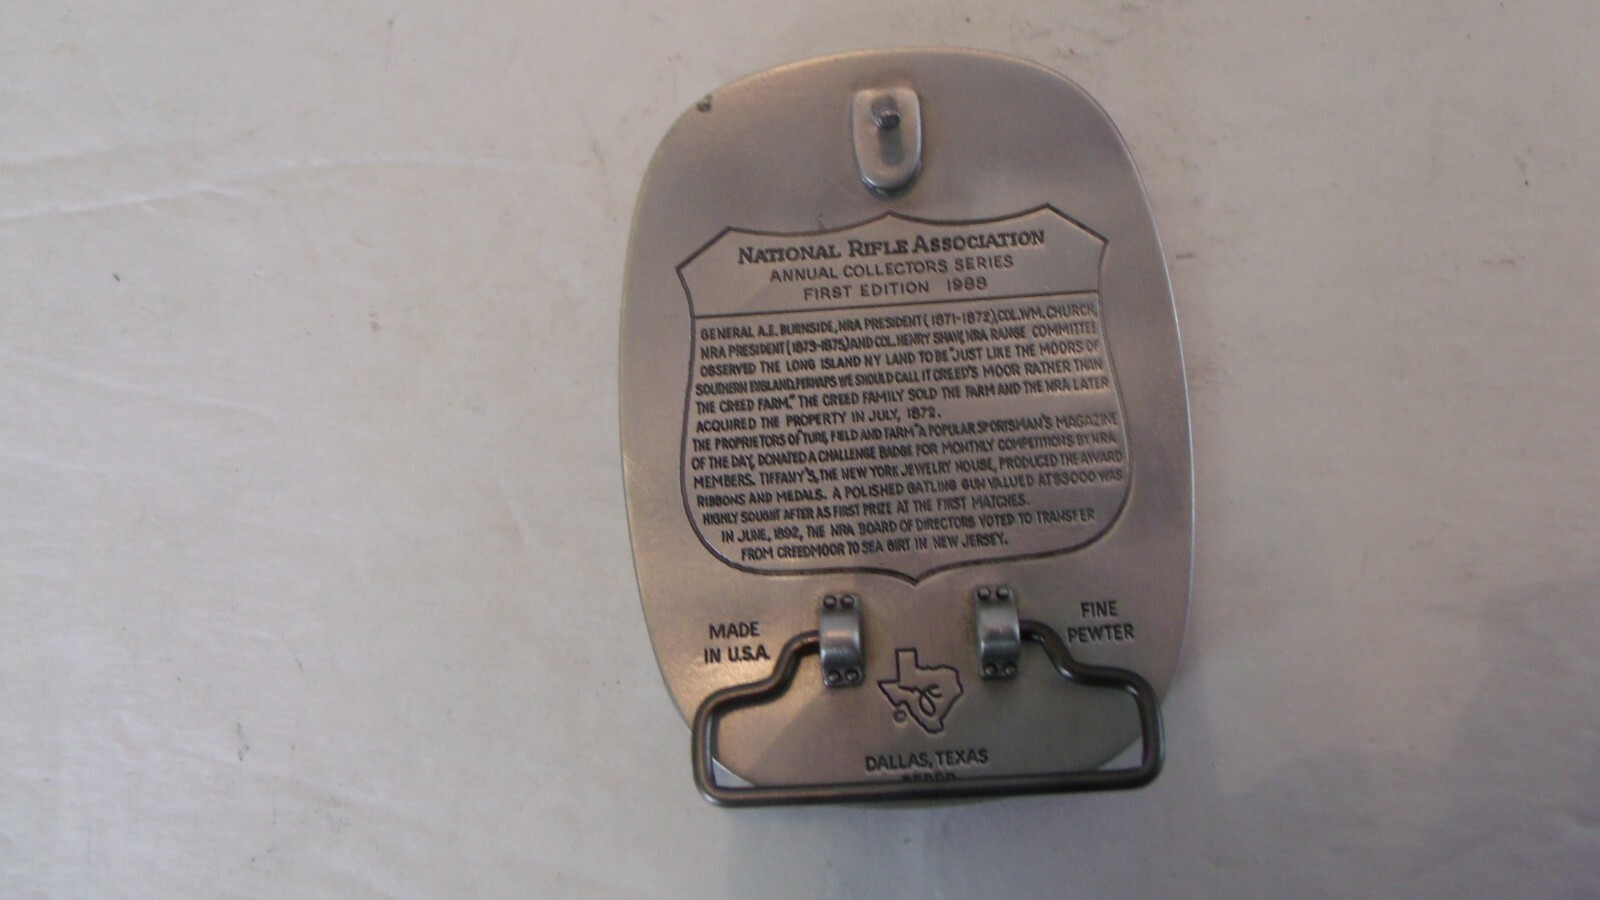 NATIONAL RIFLE ASSOCIATION
ANNUAL COLLECTORS SERIES
FIRST EDITION 1988
GENERAL A.E. BURNSIDE, NRA PRESIDENT (1871-1872), COL. WM. CHURCH,
NRA PRESIDENT (1873-1875) AND COL. HENRY SHAW, NRA RANGE COMMITTEE
OBSERVED THE LONG ISLAND NY LAND TO BE "JUST LIKE THE MOORS OF
SOUTHERN ENGLAND. PERHAPS WE SHOULD CALL IT CREED'S MOOR RATHER THAN
THE CREED FARM." THE CREED FAMILY SOLD THE FARM AND THE NRA LATER
ACQUIRED THE PROPERTY IN JULY, 1872.
THE PROPRIETORS OF "TURF, FIELD AND FARM" A POPULAR SPORTSMAN'S MAGAZINE
OF THE DAY, DONATED A CHALLENGE BADGE FOR MONTHLY COMPETITIONS BY NRA
MEMBERS. TIFFANY'S, THE NEW YORK JEWELRY HOUSE, PRODUCED THE AWARD
RIBBONS AND MEDALS. A POLISHED GATLING GUN VALUED AT $3000 WAS
HIGHLY SOUGHT AFTER AS FIRST PRIZE AT THE FIRST MATCHES.
IN JUNE, 1892, THE NRA BOARD OF DIRECTORS VOTED TO TRANSFER
FROM CREEDMOOR TO SEA GIRT IN NEW JERSEY.
MADE
IN U.S.A.
FINE
PEWTER
©
DALLAS, TEXAS